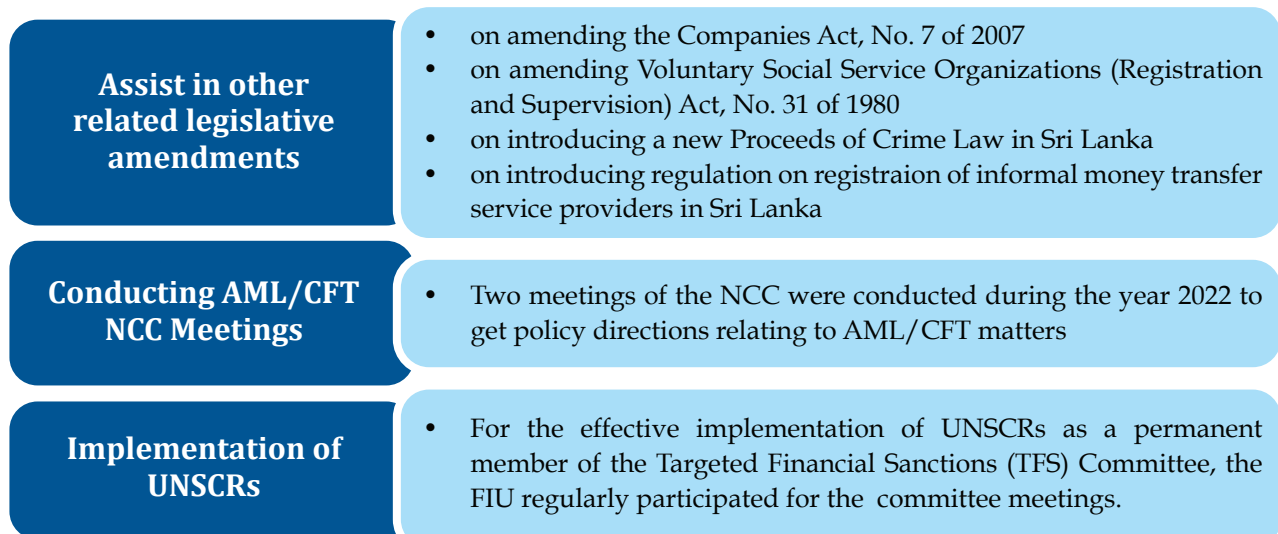 Assist in other
related legislative
amendments
• on amending the Companies Act, No. 7 of 2007
• on amending Voluntary Social Service Organizations (Registration
and Supervision) Act, No. 31 of 1980
• on introducing a new Proceeds of Crime Law in Sri Lanka
• on introducing regulation on registraion of informal money transfer
service providers in Sri Lanka
Conducting AML/CFT
NCC Meetings
• Two meetings of the NCC were conducted during the year 2022 to
get policy directions relating to AML/CFT matters
Implementation of
UNSCRs
• For the effective implementation of UNSCRs as a permanent
member of the Targeted Financial Sanctions (TFS) Committee, the
FIU regularly participated for the committee meetings.